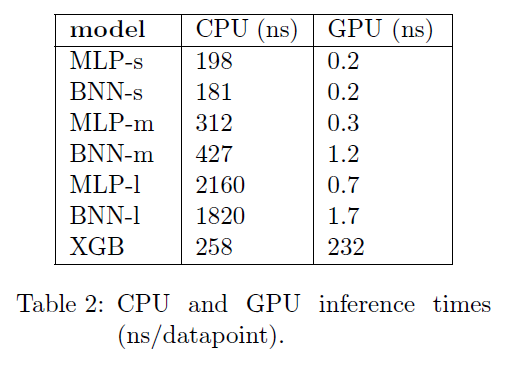 model CPU (ns) GPU (ns)
MLP-s 198 0.2
BNN-s 181 0.2
MLP-m 312 0.3
BNN-m 427 1.2
MLP-l 2160 0.7
BNN-l 1820 1.7
XGB 258 232
Table 2: CPU and GPU inference times
(ns/datapoint).